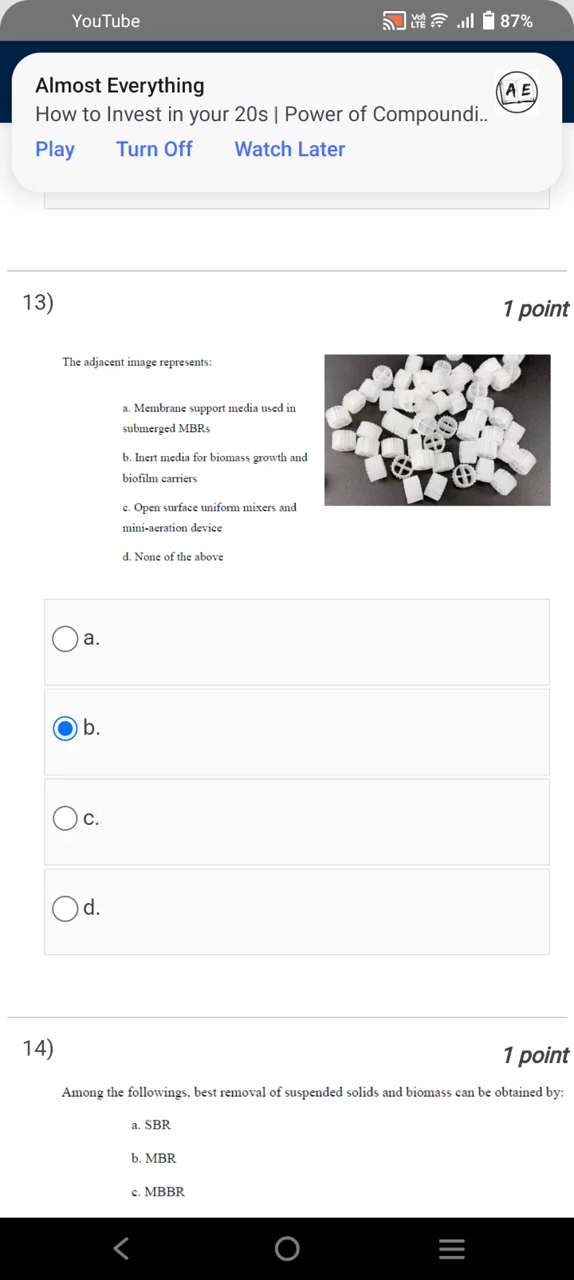 YouTube
Vo)
LTE
87%
Almost Everything
How to Invest in your 20s | Power of Compoundi..
A E
Play Turn Off Watch Later
13)
1 point
The adjacent image represents:
a. Membrane support media used in
submerged MBRs
b. Inert media for biomass growth and
biofilm carriers
c. Open surface uniform mixers and
mini-aeration device
d. None of the above
a.
b.
c.
d.
14)
1 point
Among the followings, best removal of suspended solids and biomass can be obtained by:
a. SBR
b. MBR
c. MBBR